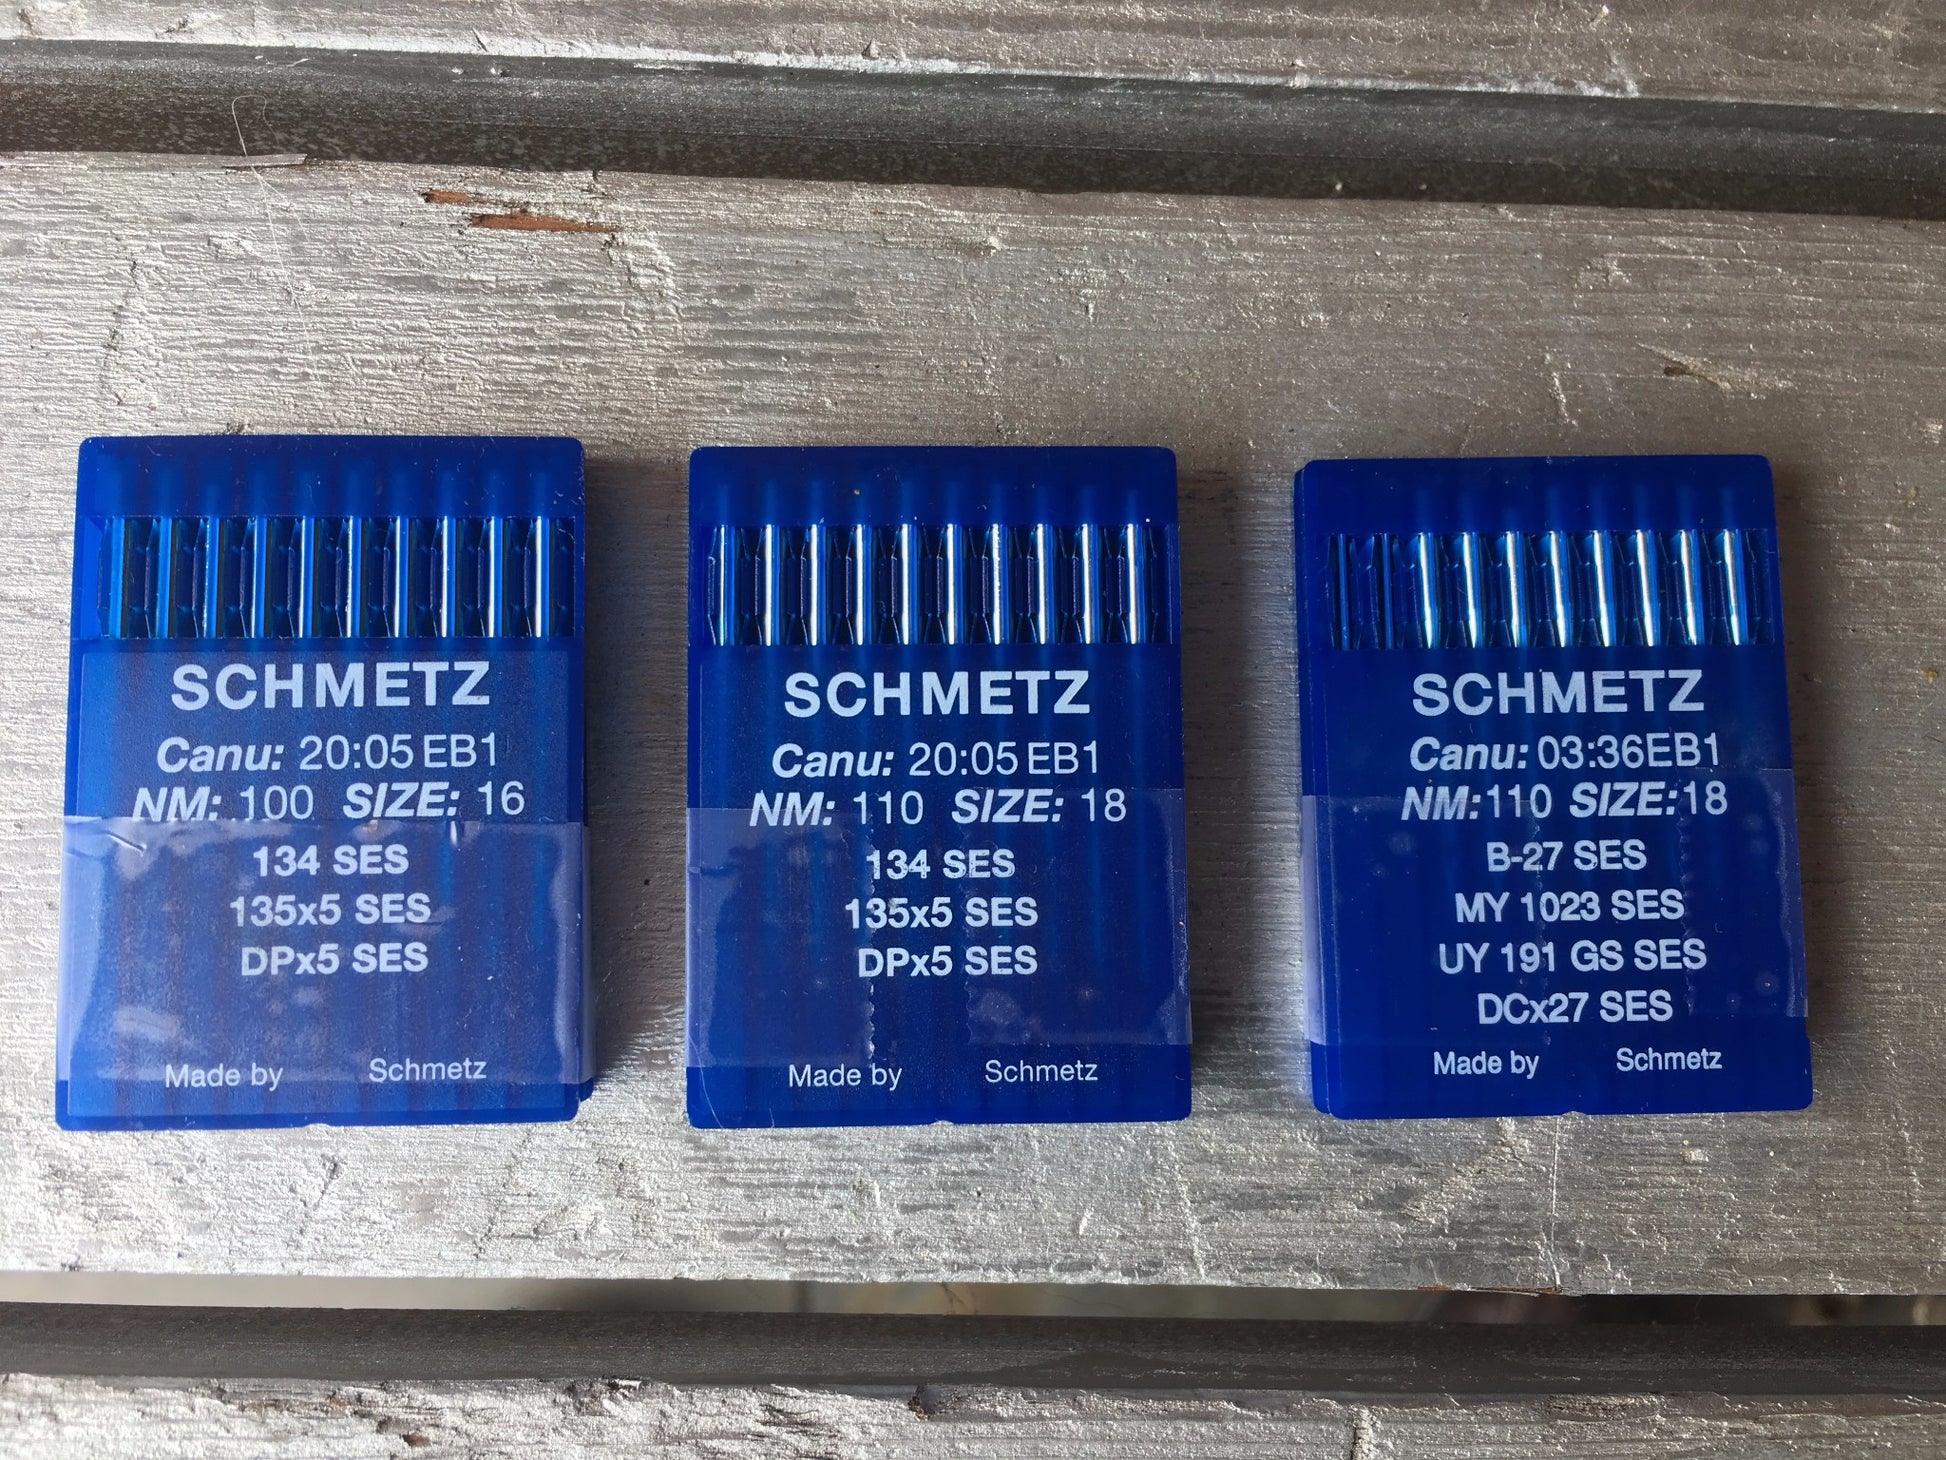 SCHMETZ
Canu: 20:05 EB1
NM: 100 SIZE: 16
134 SES
135x5 SES
DPx5 SES
Made by Schmetz
SCHMETZ
Canu: 20:05 EB1
NM: 110 SIZE: 18
134 SES
135x5 SES
DPx5 SES
Made by Schmetz
SCHMETZ
Canu: 03:36EB1
NM:110 SIZE:18
B-27 SES
MY 1023 SES
UY 191 GS SES
DCx27 SES
Made by Schmetz